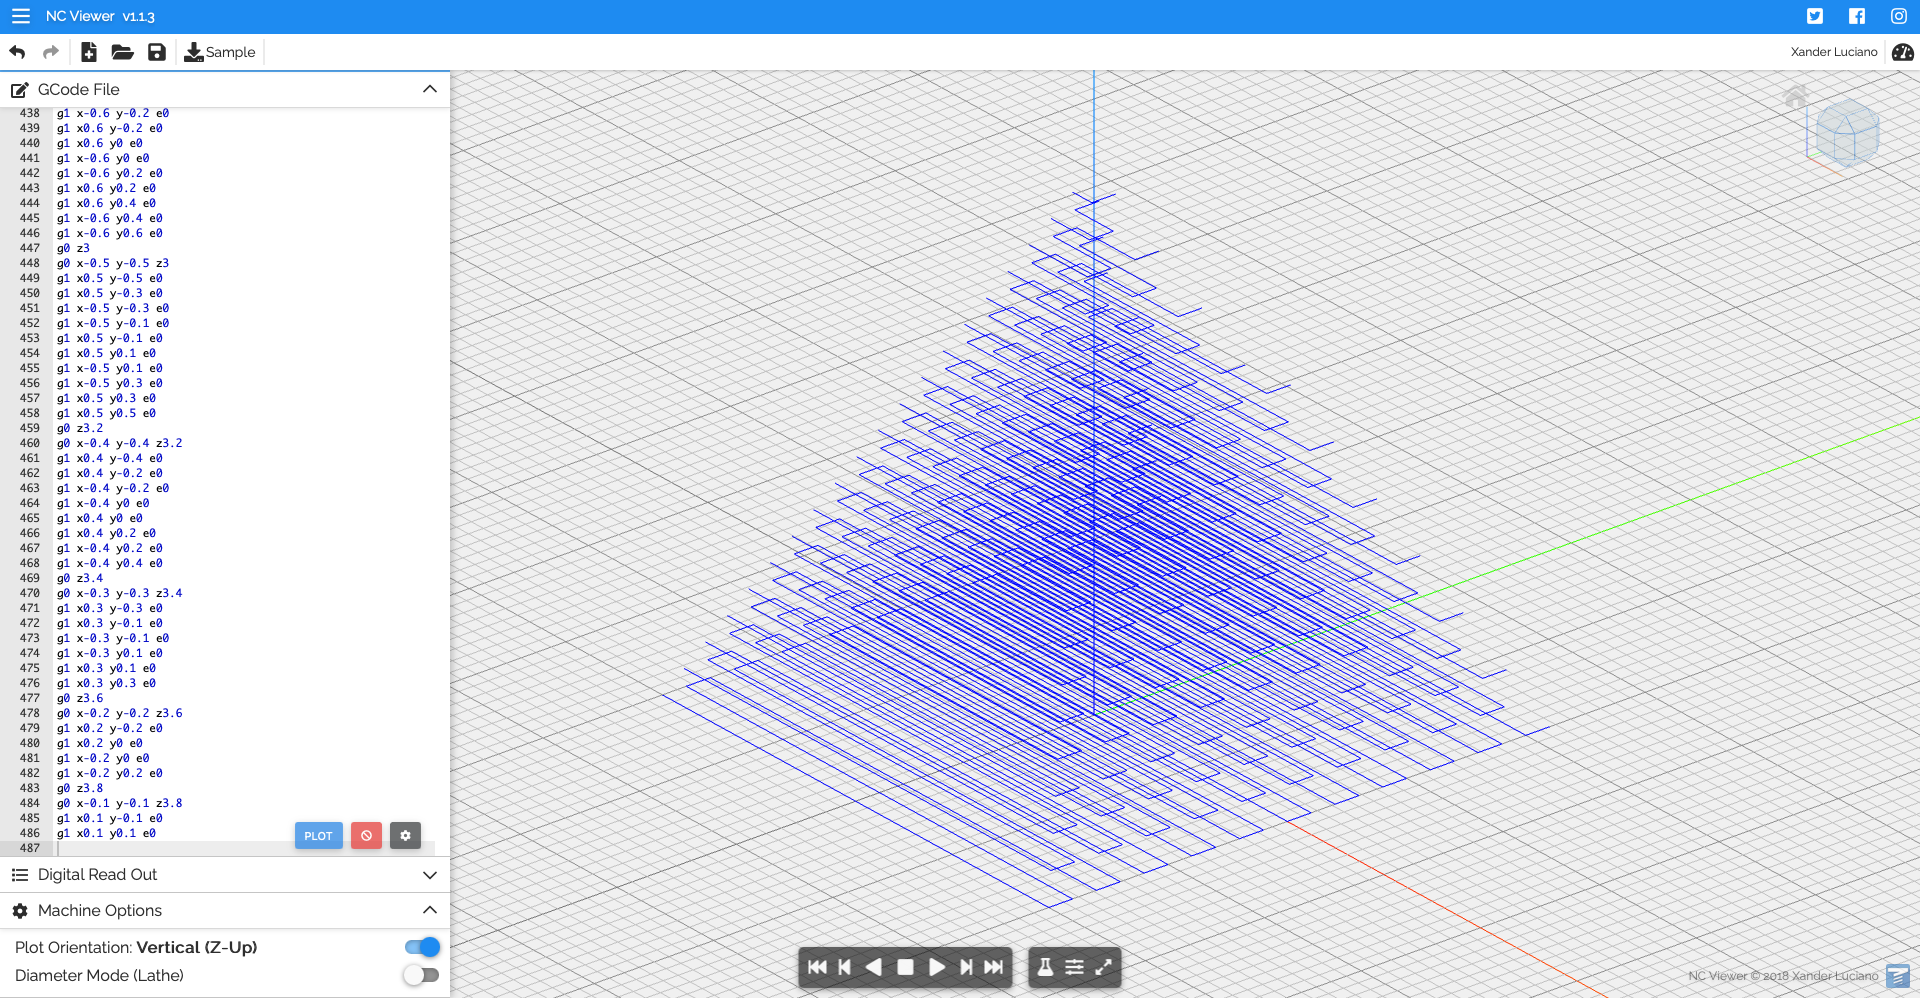 NC Viewer v1.1.3
Sample
Xander Luciano
GCode File
438 g1 x-0.6 y-0.2 e0
439 g1 x0.6 y-0.2 e0
440 g1 x0.6 y0 e0
441 g1 x-0.6 y0 e0
442 g1 x-0.6 y0.2 e0
443 g1 x0.6 y0.2 e0
444 g1 x0.6 y0.4 e0
445 g1 x-0.6 y0.4 e0
446 g1 x-0.6 y0.6 e0
447 g0 z3
448 g0 x-0.5 y-0.5 z3
449 g1 x0.5 y-0.5 e0
450 g1 x0.5 y-0.3 e0
451 g1 x-0.5 y-0.3 e0
452 g1 x-0.5 y-0.1 e0
453 g1 x0.5 y-0.1 e0
454 g1 x0.5 y0.1 e0
455 g1 x-0.5 y0.1 e0
456 g1 x-0.5 y0.3 e0
457 g1 x0.5 y0.3 e0
458 g1 x0.5 y0.5 e0
459 g0 z3.2
460 g0 x-0.4 y-0.4 z3.2
461 g1 x0.4 y-0.4 e0
462 g1 x0.4 y-0.2 e0
463 g1 x-0.4 y-0.2 e0
464 g1 x-0.4 y0 e0
465 g1 x0.4 y0 e0
466 g1 x0.4 y0.2 e0
467 g1 x-0.4 y0.2 e0
468 g1 x-0.4 y0.4 e0
469 g0 z3.4
470 g0 x-0.3 y-0.3 z3.4
471 g1 x0.3 y-0.3 e0
472 g1 x0.3 y-0.1 e0
473 g1 x-0.3 y-0.1 e0
474 g1 x-0.3 y0.1 e0
475 g1 x0.3 y0.1 e0
476 g1 x0.3 y0.3 e0
477 g0 z3.6
478 g0 x-0.2 y-0.2 z3.6
479 g1 x0.2 y-0.2 e0
480 g1 x0.2 y0 e0
481 g1 x-0.2 y0 e0
482 g1 x-0.2 y0.2 e0
483 g0 z3.8
484 g0 x-0.1 y-0.1 z3.8
485 g1 x0.1 y-0.1 e0
486 g1 x0.1 y0.1 e0
487
PLOT
Digital Read Out
Machine Options
Plot Orientation: Vertical (Z-Up)
Diameter Mode (Lathe)
NC Viewer © 2018 Xander Luciano